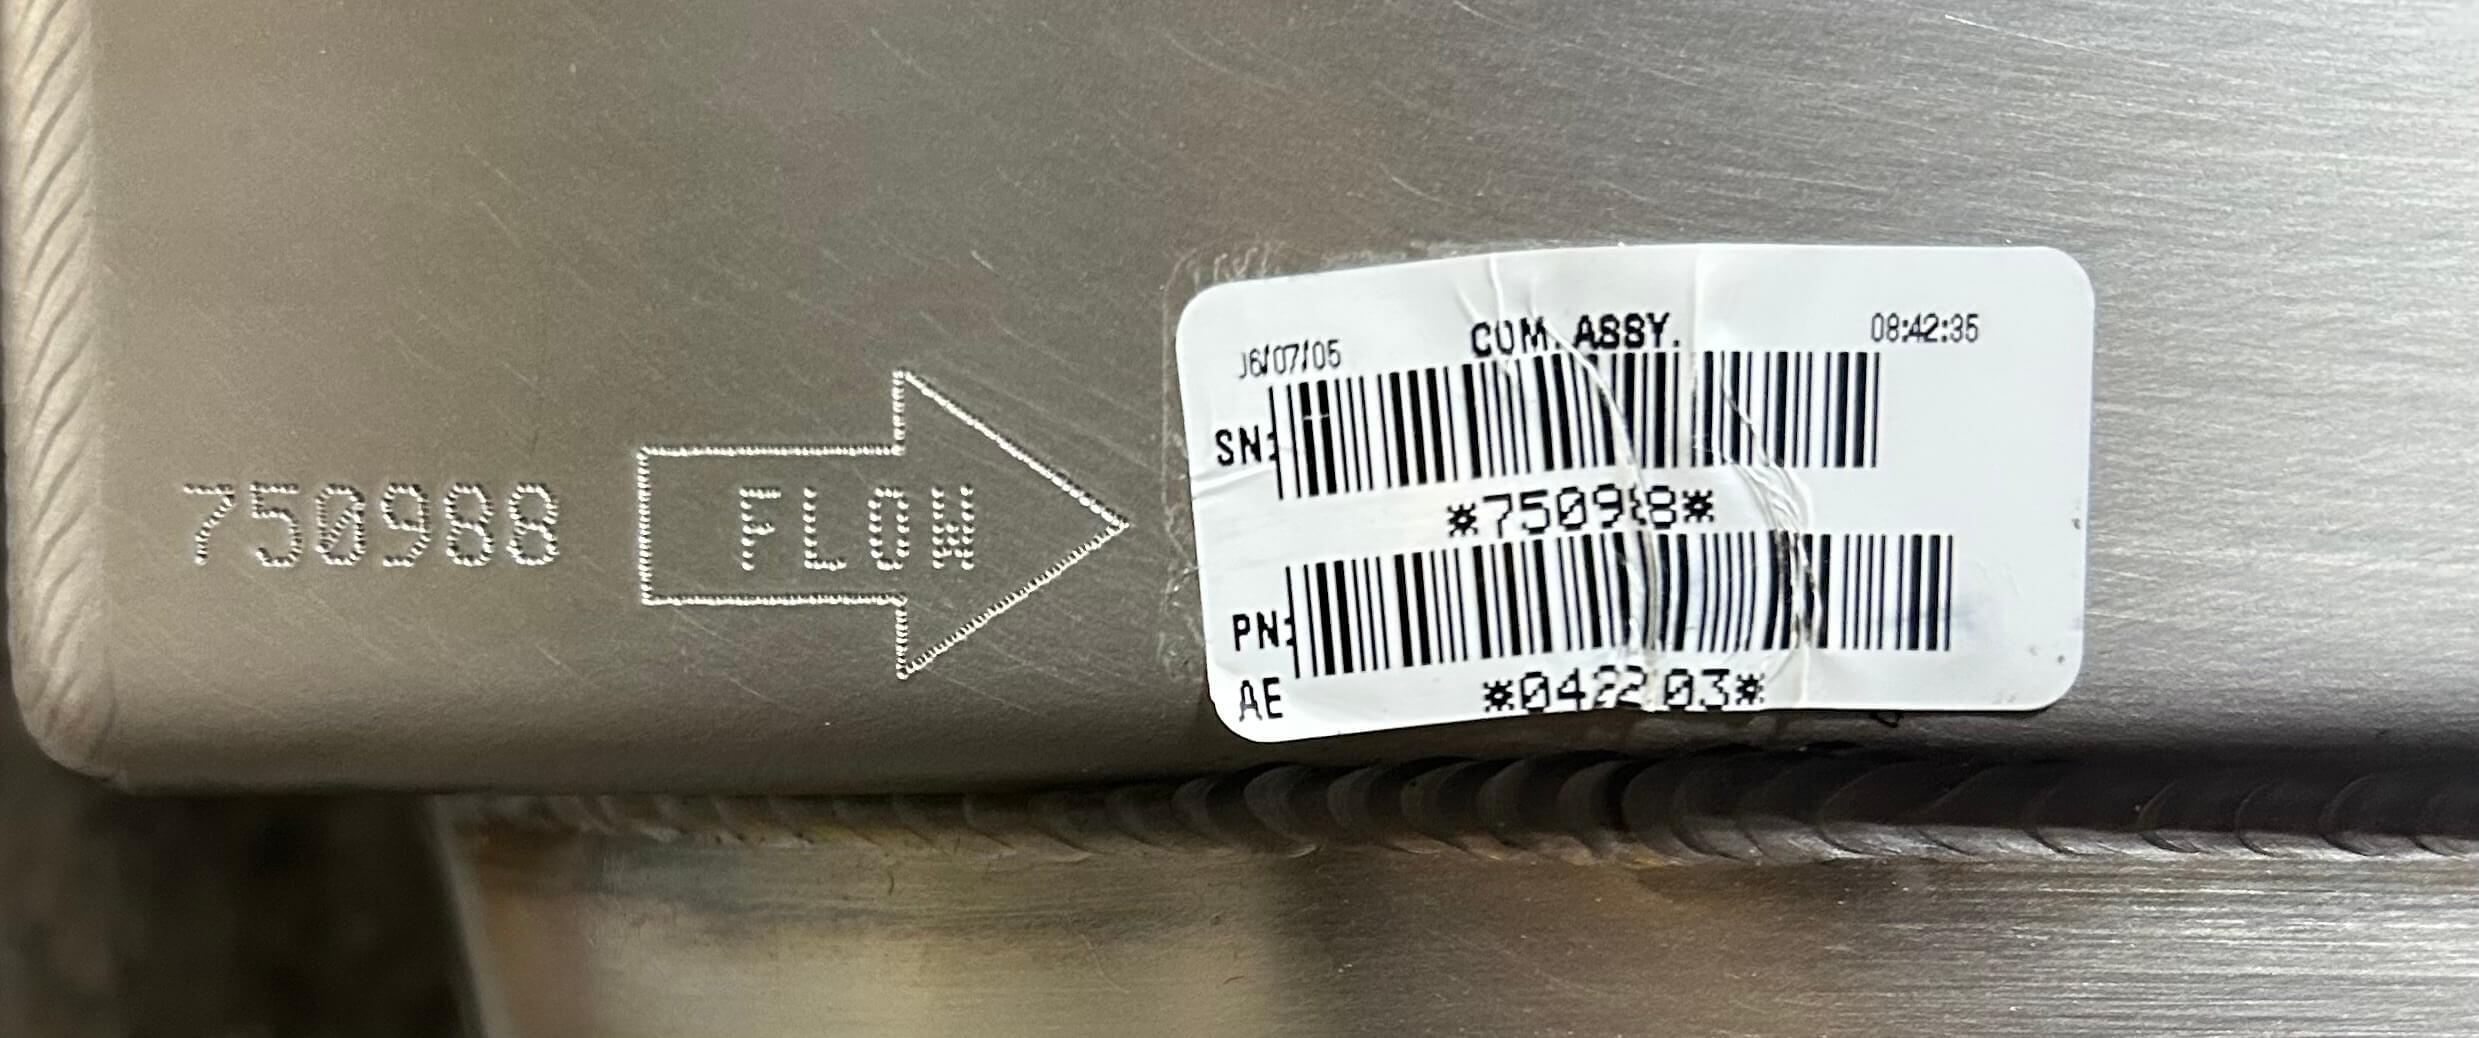 750988
FLOW
COM. ASSY.
08:42:35
SN:
*750988*
PN:
AE